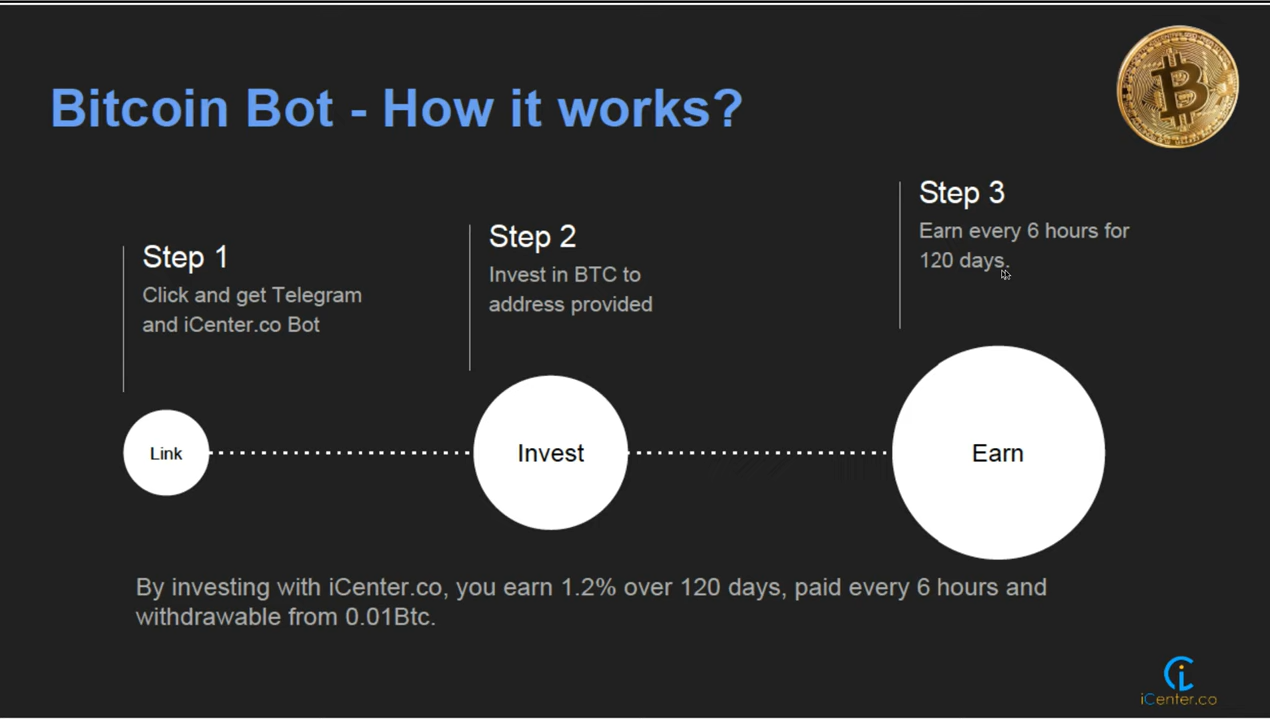 Bitcoin Bot - How it works?
Step 1
Click and get Telegram
and iCenter.co Bot
Step 2
Invest in BTC to
address provided
Step 3
Earn every 6 hours for
120 days.
Link
Invest
Earn
By investing with iCenter.co, you earn 1.2% over 120 days, paid every 6 hours and
withdrawable from 0.01Btc.
iCenter.co